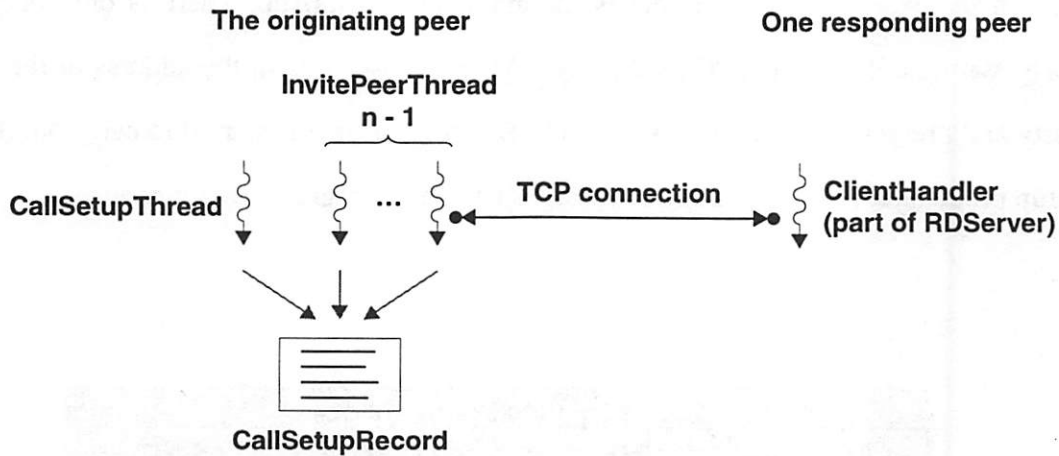 The originating peer
One responding peer
InvitePeerThread
n - 1
CallSetupThread
...
TCP connection
ClientHandler
(part of RDServer)
CallSetupRecord